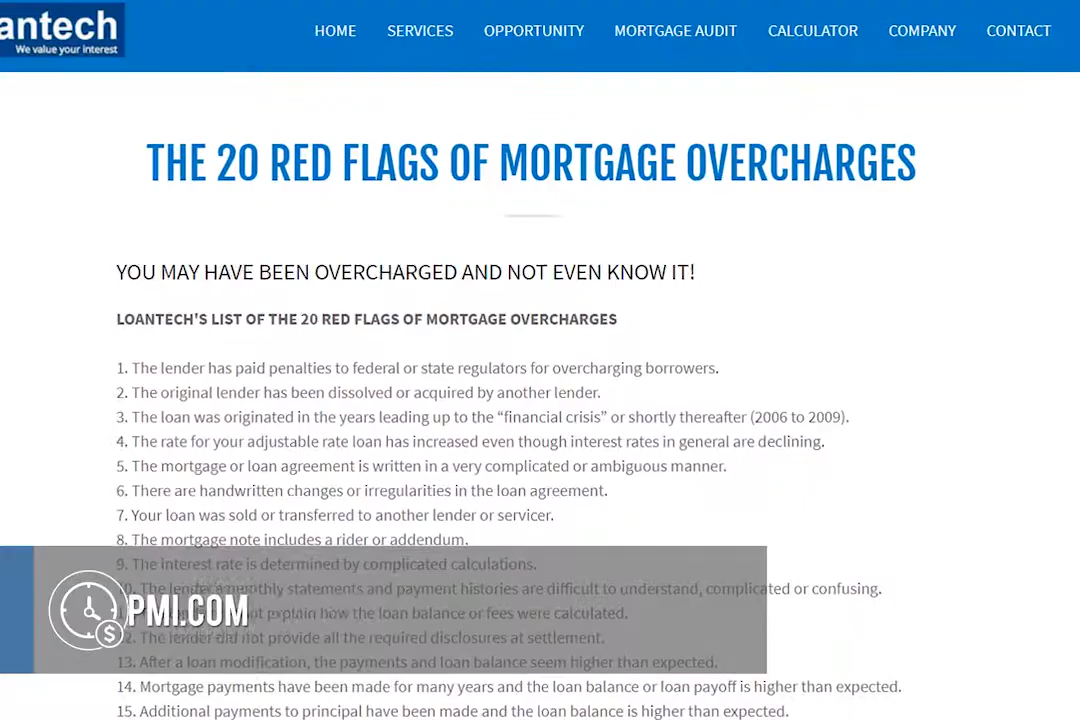 antech
We value your interest
HOME SERVICES OPPORTUNITY MORTGAGE AUDIT CALCULATOR COMPANY CONTACT
THE 20 RED FLAGS OF MORTGAGE OVERCHARGES
YOU MAY HAVE BEEN OVERCHARGED AND NOT EVEN KNOW IT!
LOANTECH'S LIST OF THE 20 RED FLAGS OF MORTGAGE OVERCHARGES
1. The lender has paid penalties to federal or state regulators for overcharging borrowers.
2. The original lender has been dissolved or acquired by another lender.
3. The loan was originated in the years leading up to the “financial crisis” or shortly thereafter (2006 to 2009).
4. The rate for your adjustable rate loan has increased even though interest rates in general are declining.
5. The mortgage or loan agreement is written in a very complicated or ambiguous manner.
6. There are handwritten changes or irregularities in the loan agreement.
7. Your loan was sold or transferred to another lender or servicer.
8. The mortgage note includes a rider or addendum.
9. The interest rate is determined by complicated calculations.
10. The lender's monthly statements and payment histories are difficult to understand, complicated or confusing.
PMI.COM
explain how the loan balance or fees were calculated.
12. The lender did not provide all the required disclosures at settlement.
13. After a loan modification, the payments and loan balance seem higher than expected.
14. Mortgage payments have been made for many years and the loan balance or loan payoff is higher than expected.
15. Additional payments to principal have been made and the loan balance is higher than expected.